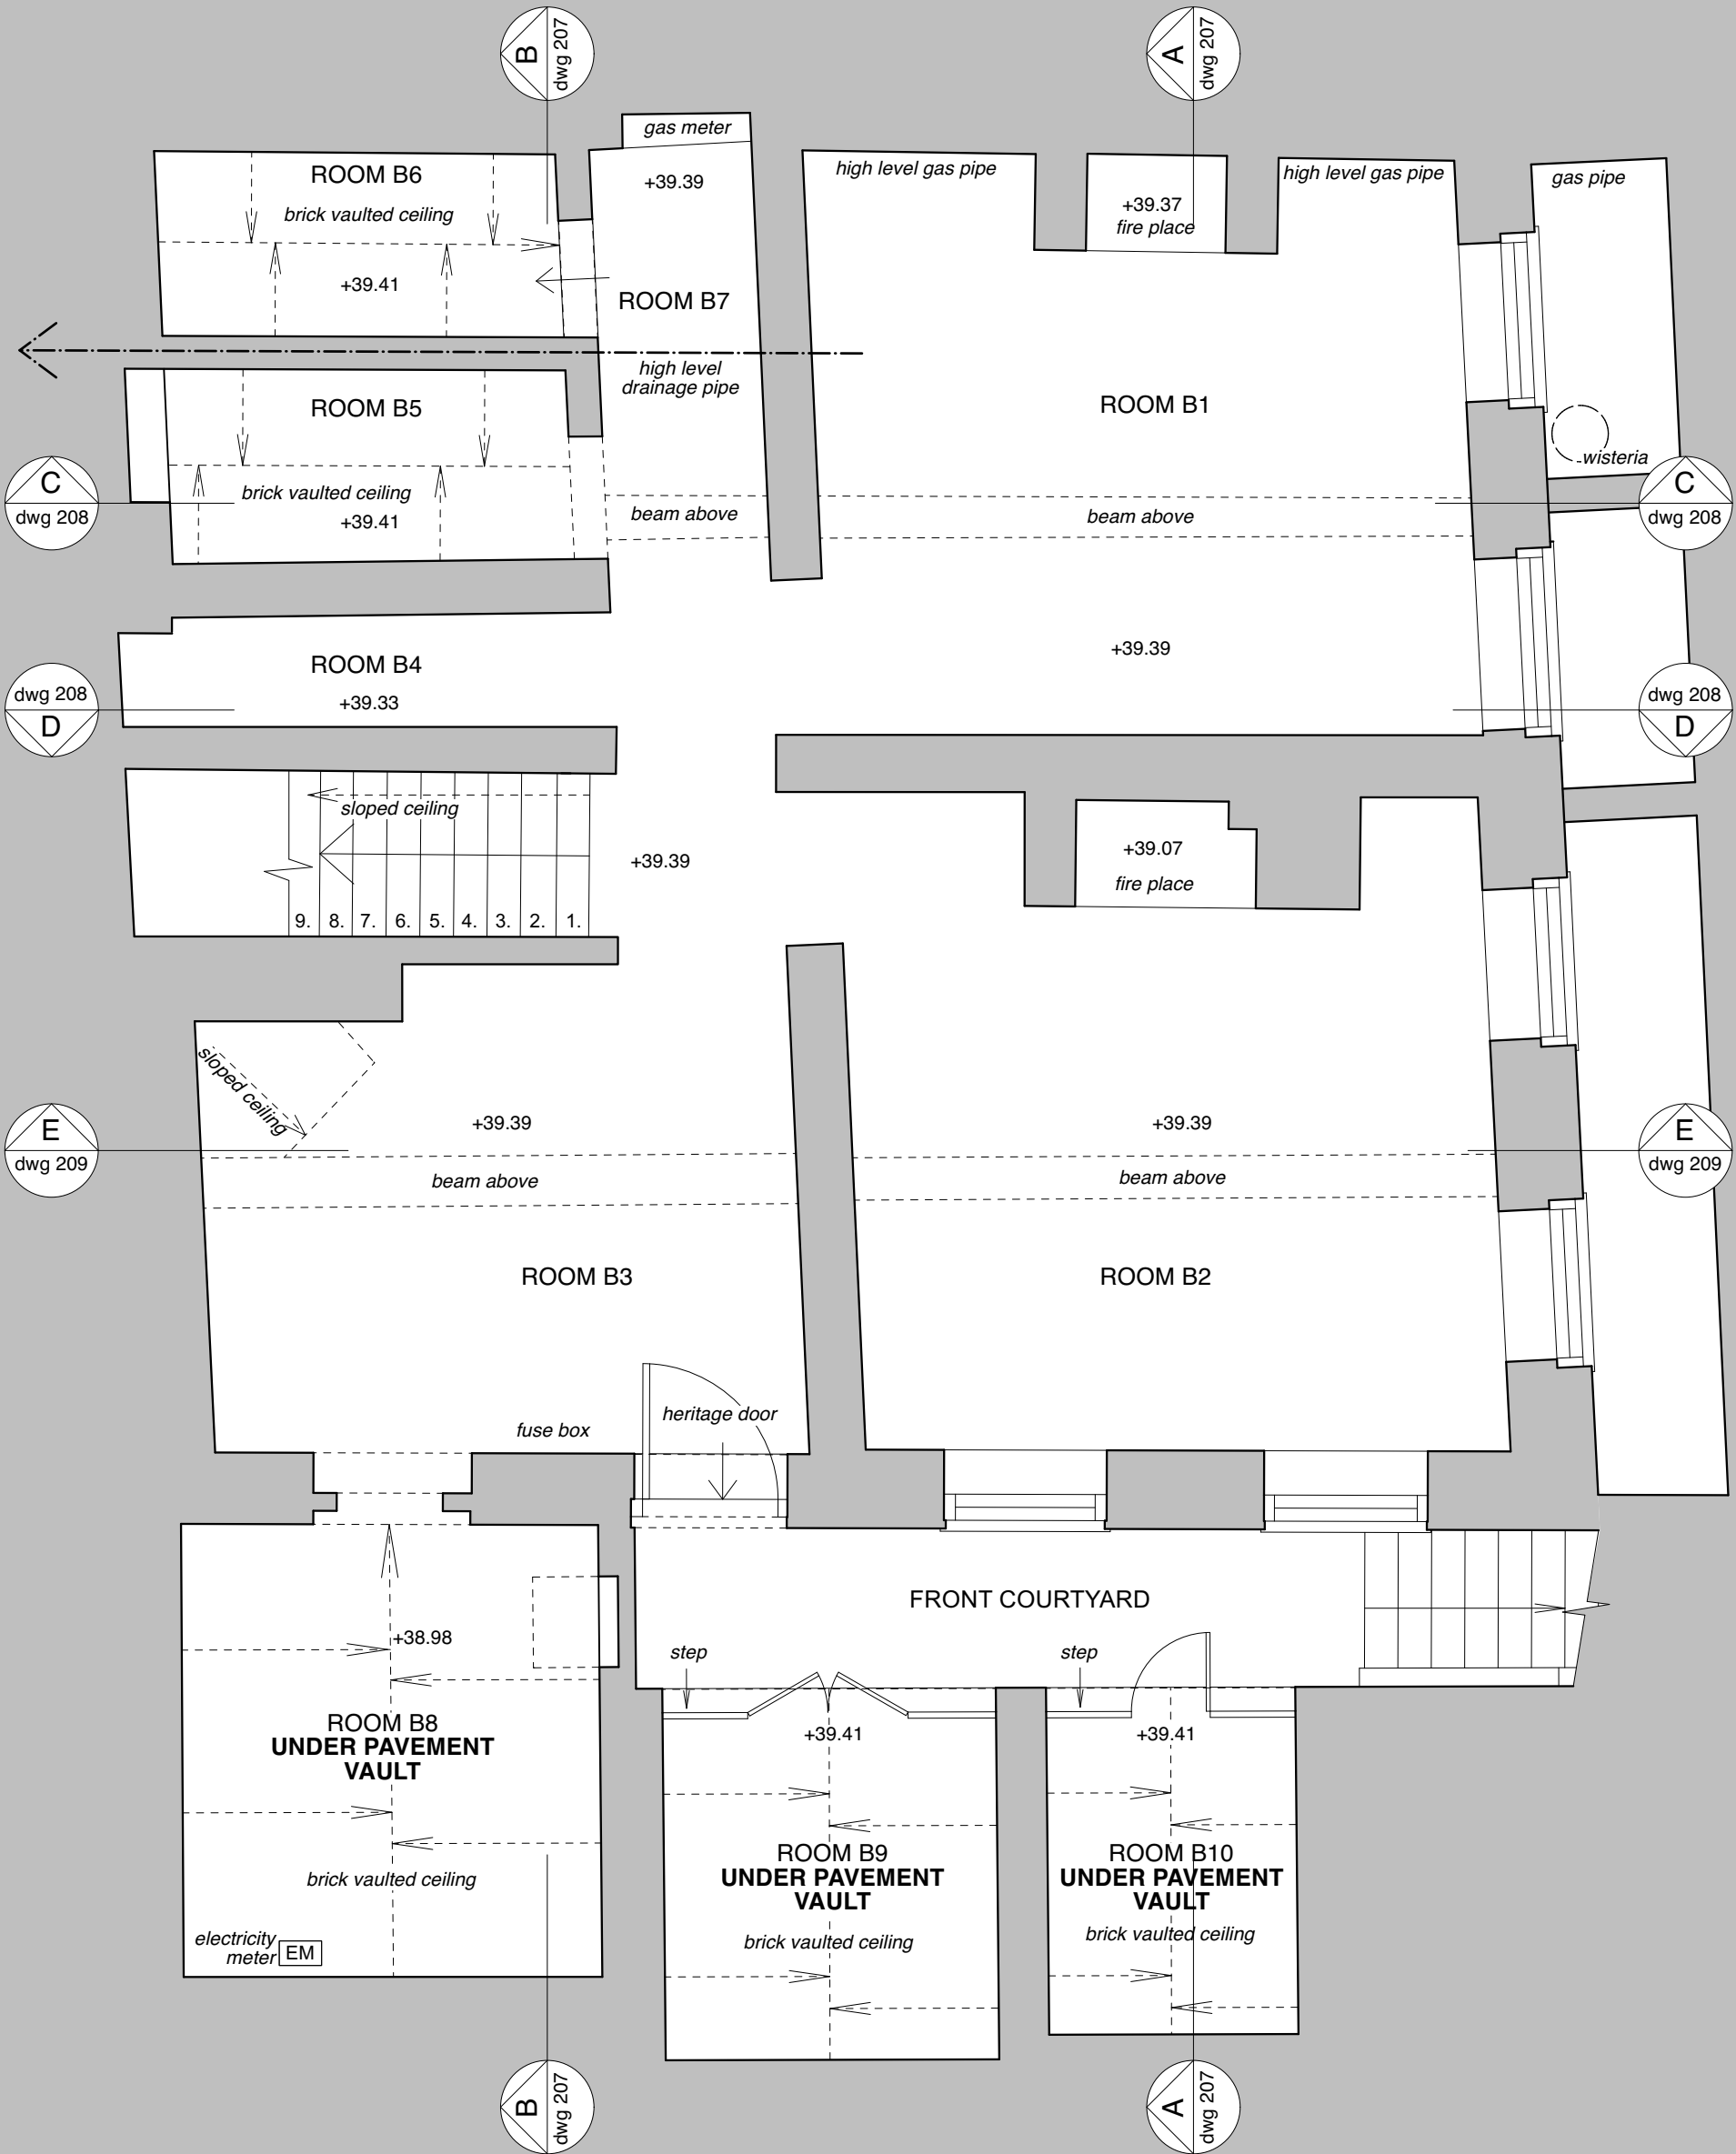 B
dwg 207
A
dwg 207
gas meter
ROOM B6
brick vaulted ceiling
+39.41
+39.39
ROOM B7
high level gas pipe
+39.37
fire place
high level gas pipe
gas pipe
high level
drainage pipe
ROOM B5
brick vaulted ceiling
+39.41
ROOM B1
wisteria
C
dwg 208
beam above
beam above
C
dwg 208
ROOM B4
+39.33
+39.39
dwg 208
D
dwg 208
D
sloped ceiling
9. 8. 7. 6. 5. 4. 3. 2. 1.
+39.39
+39.07
fire place
sloped ceiling
+39.39
+39.39
E
dwg 209
beam above
beam above
E
dwg 209
ROOM B3
ROOM B2
fuse box
heritage door
FRONT COURTYARD
step
step
+38.98
ROOM B8
UNDER PAVEMENT
VAULT
brick vaulted ceiling
electricity
meter
EM
+39.41
ROOM B9
UNDER PAVEMENT
VAULT
brick vaulted ceiling
+39.41
ROOM B10
UNDER PAVEMENT
VAULT
brick vaulted ceiling
B
dwg 207
A
dwg 207